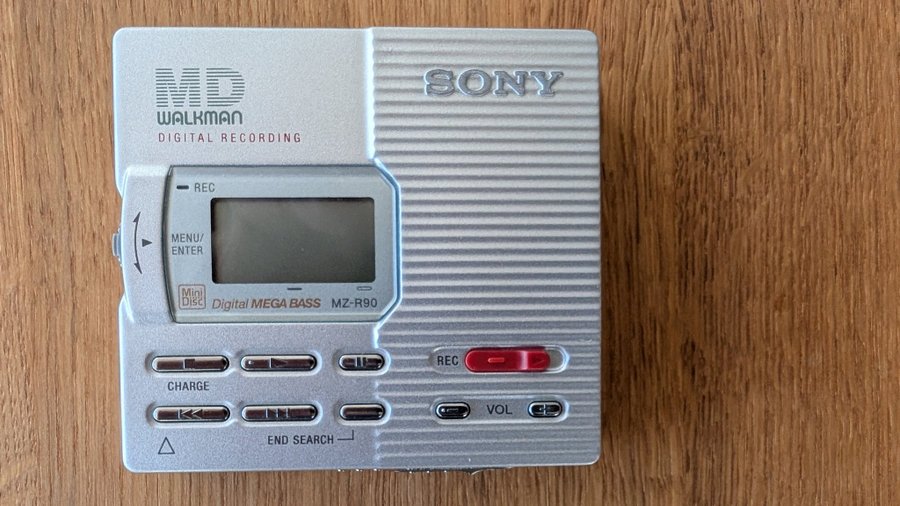 MD
WALKMAN
DIGITAL RECORDING
SONY
REC
MENU/
ENTER
Mini
Disc
Digital MEGA BASS MZ-R90
CHARGE
REC
VOL
END SEARCH